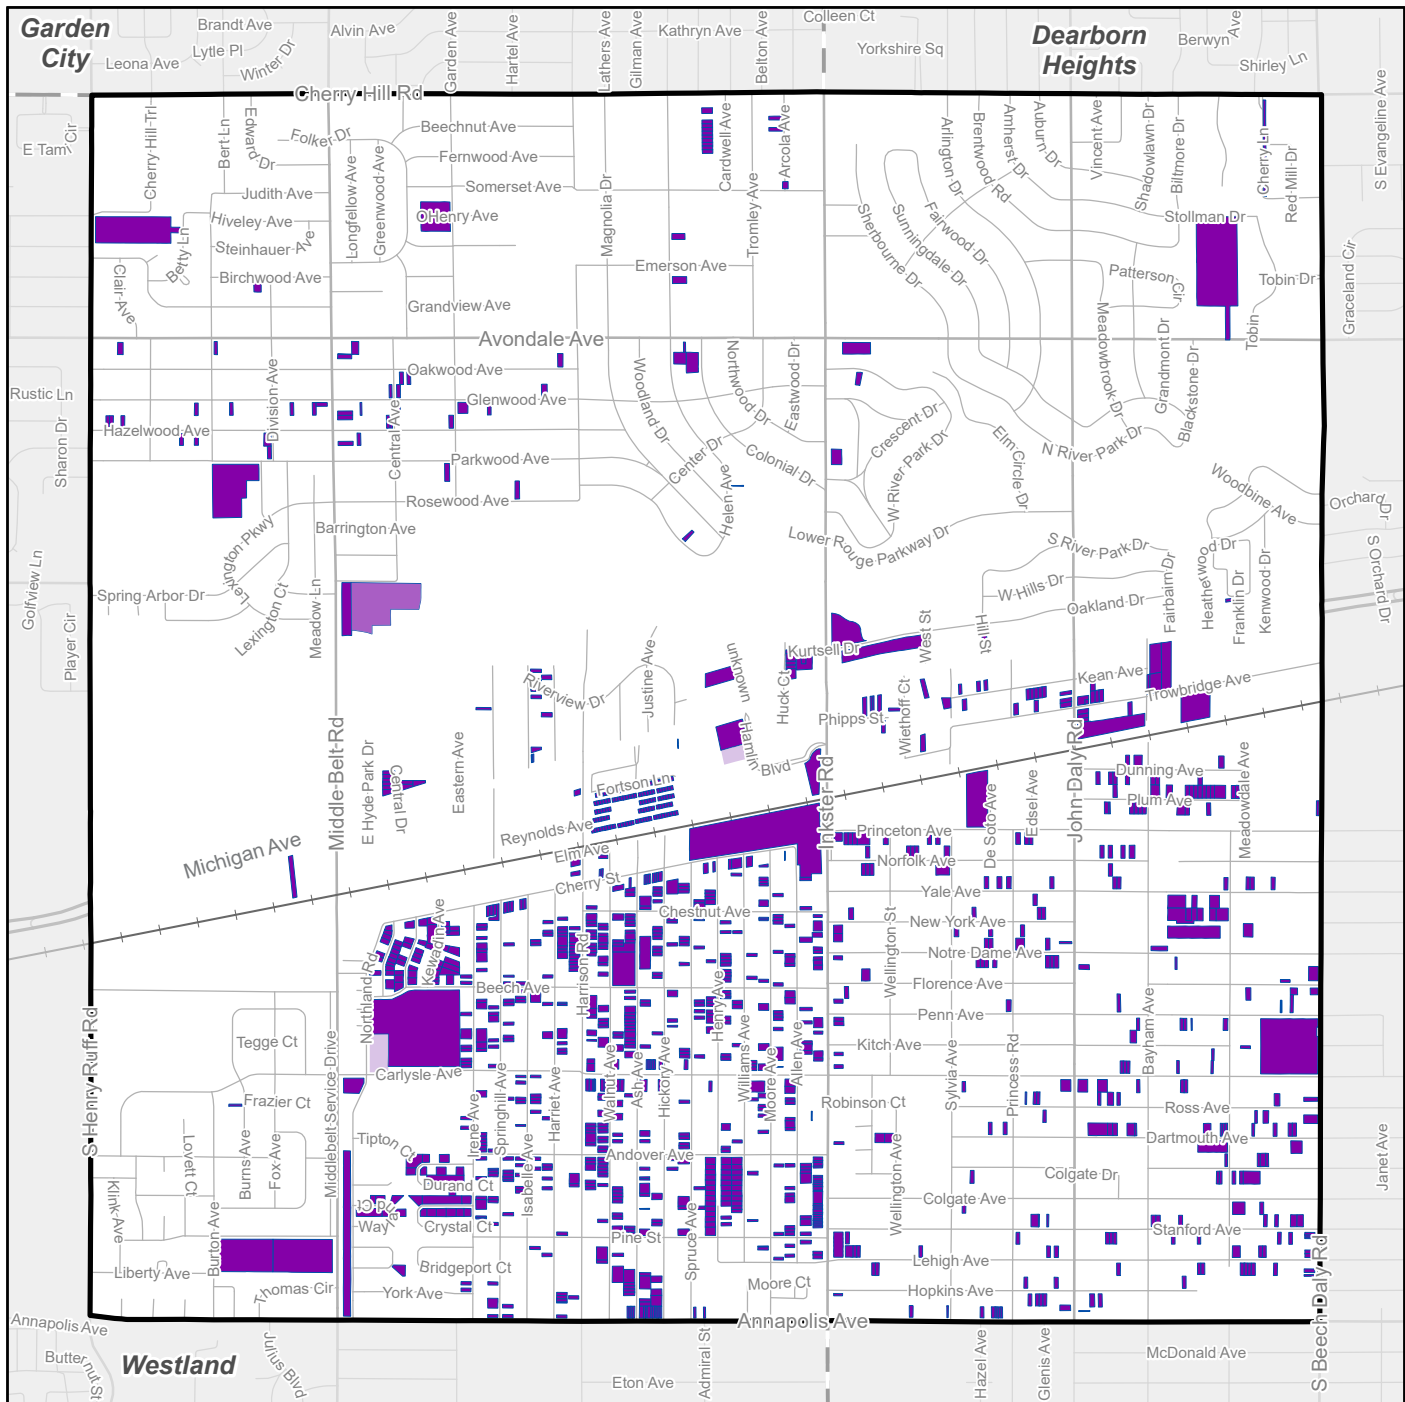 Garden
City
Dearborn
Heights
Westland
Brandt Ave
Lytle Pl
Leona Ave
Winter Dr
Alvin Ave
Garden Ave
Hartel Ave
Lathers Ave
Gilman Ave
Kathryn Ave
Belton Ave
Colleen Ct
Yorkshire Sq
Berwyn
Ave
Shirley Ln
S Evangeline Ave
Cherry Hill Rd
E Tam Cir
Cherry Hill Trl
Bert Ln
Edward Dr
Folker Dr
Longfellow Ave
Greenwood Ave
Beechnut Ave
Fernwood Ave
Somerset Ave
OHenry Ave
Judith Ave
Hiveley Ave
Steinhauer Ave
Birchwood Ave
Betty Ln
Clair Ave
Magnolia Dr
Cardwell Ave
Arcola Ave
Tromley Ave
Emerson Ave
Grandview Ave
Arlington Dr
Brentwood Rd
Amherst Dr
Auburn Dr
Vincent Ave
Shadowlawn Dr
Biltmore Dr
Cherry Ln
Red Mill Dr
Stollman Dr
Sherbourne Dr
Sunningdale Dr
Fairwood Dr
Patterson Cir
Tobin Dr
Tobin
Graceland Cir
Avondale Ave
Meadowbrook Dr
Grandmont Dr
Blackstone Dr
Oakwood Ave
Glenwood Ave
Rustic Ln
Sharon Dr
Hazelwood Ave
Division Ave
Central Ave
Parkwood Ave
Rosewood Ave
Woodland Dr
Northwood Dr
Eastwood Dr
Center Dr
Colonial Dr
Helen Ave
Crescent Dr
W River Park Dr
Elm Circle Dr
N River Park Dr
Woodbine Ave
Orchard Dr
S Orchard Dr
Lexington Pkwy
Barrington Ave
Lower Rouge Parkway Dr
S River Park Dr
Heatherwood Dr
Golfview Ln
Spring Arbor Dr
Lexington Ct
Meadow Ln
W Hills Dr
Oakland Dr
Fairbairn Dr
Franklin Dr
Kenwood Dr
Player Cir
Hill St
West St
Kurtsell Dr
Justine Ave
unknown
Huck Ct
Riverview Dr
Kean Ave
Trowbridge Ave
Phipps St
Wiethoff Ct
Hamlin
Blvd
Middle-Belt Rd
E Hyde Park Dr
Central Dr
Eastern Ave
Fortson Ln
Inkster Rd
John Daly Rd
Dunning Ave
Plum Ave
Meadowdale Ave
De Soto Ave
Edsel Ave
Reynolds Ave
Elm Ave
Cherry St
Michigan Ave
Princeton Ave
Norfolk Ave
Yale Ave
New York Ave
Notre Dame Ave
Florence Ave
Penn Ave
Kitch Ave
Chestnut Ave
Kewadin Ave
Harrison Rd
Northland Rd
Beech Ave
Wellington St
Henry Ave
S Henry Ruff Rd
Tegge Ct
Middlebelt Service Drive
Carlysle Ave
Frazier Ct
Irene Ave
Springhill Ave
Harriet Ave
Walnut Ave
Ash Ave
Hickory Ave
Williams Ave
Moore Ave
Allen Ave
Robinson Ct
Sylvia Ave
Princess Rd
Bayham Ave
Ross Ave
Dartmouth Ave
Lovett Ct
Burns Ave
Fox Ave
Tipton Ct
Andover Ave
Wellington Ave
Colgate Dr
Colgate Ave
Janet Ave
Klink Ave
Burton Ave
Durand Ct
Isabelle Ave
Way
Crystal Ct
Pine St
Spruce Ave
Stanford Ave
Lehigh Ave
Liberty Ave
Thomas Cir
Bridgeport Ct
York Ave
Moore Ct
Hopkins Ave
S Beech Daly Rd
Annapolis Ave
Annapolis Ave
Butternut St
Julius Blvd
Eton Ave
Admiral St
Hazel Ave
Glenis Ave
McDonald Ave